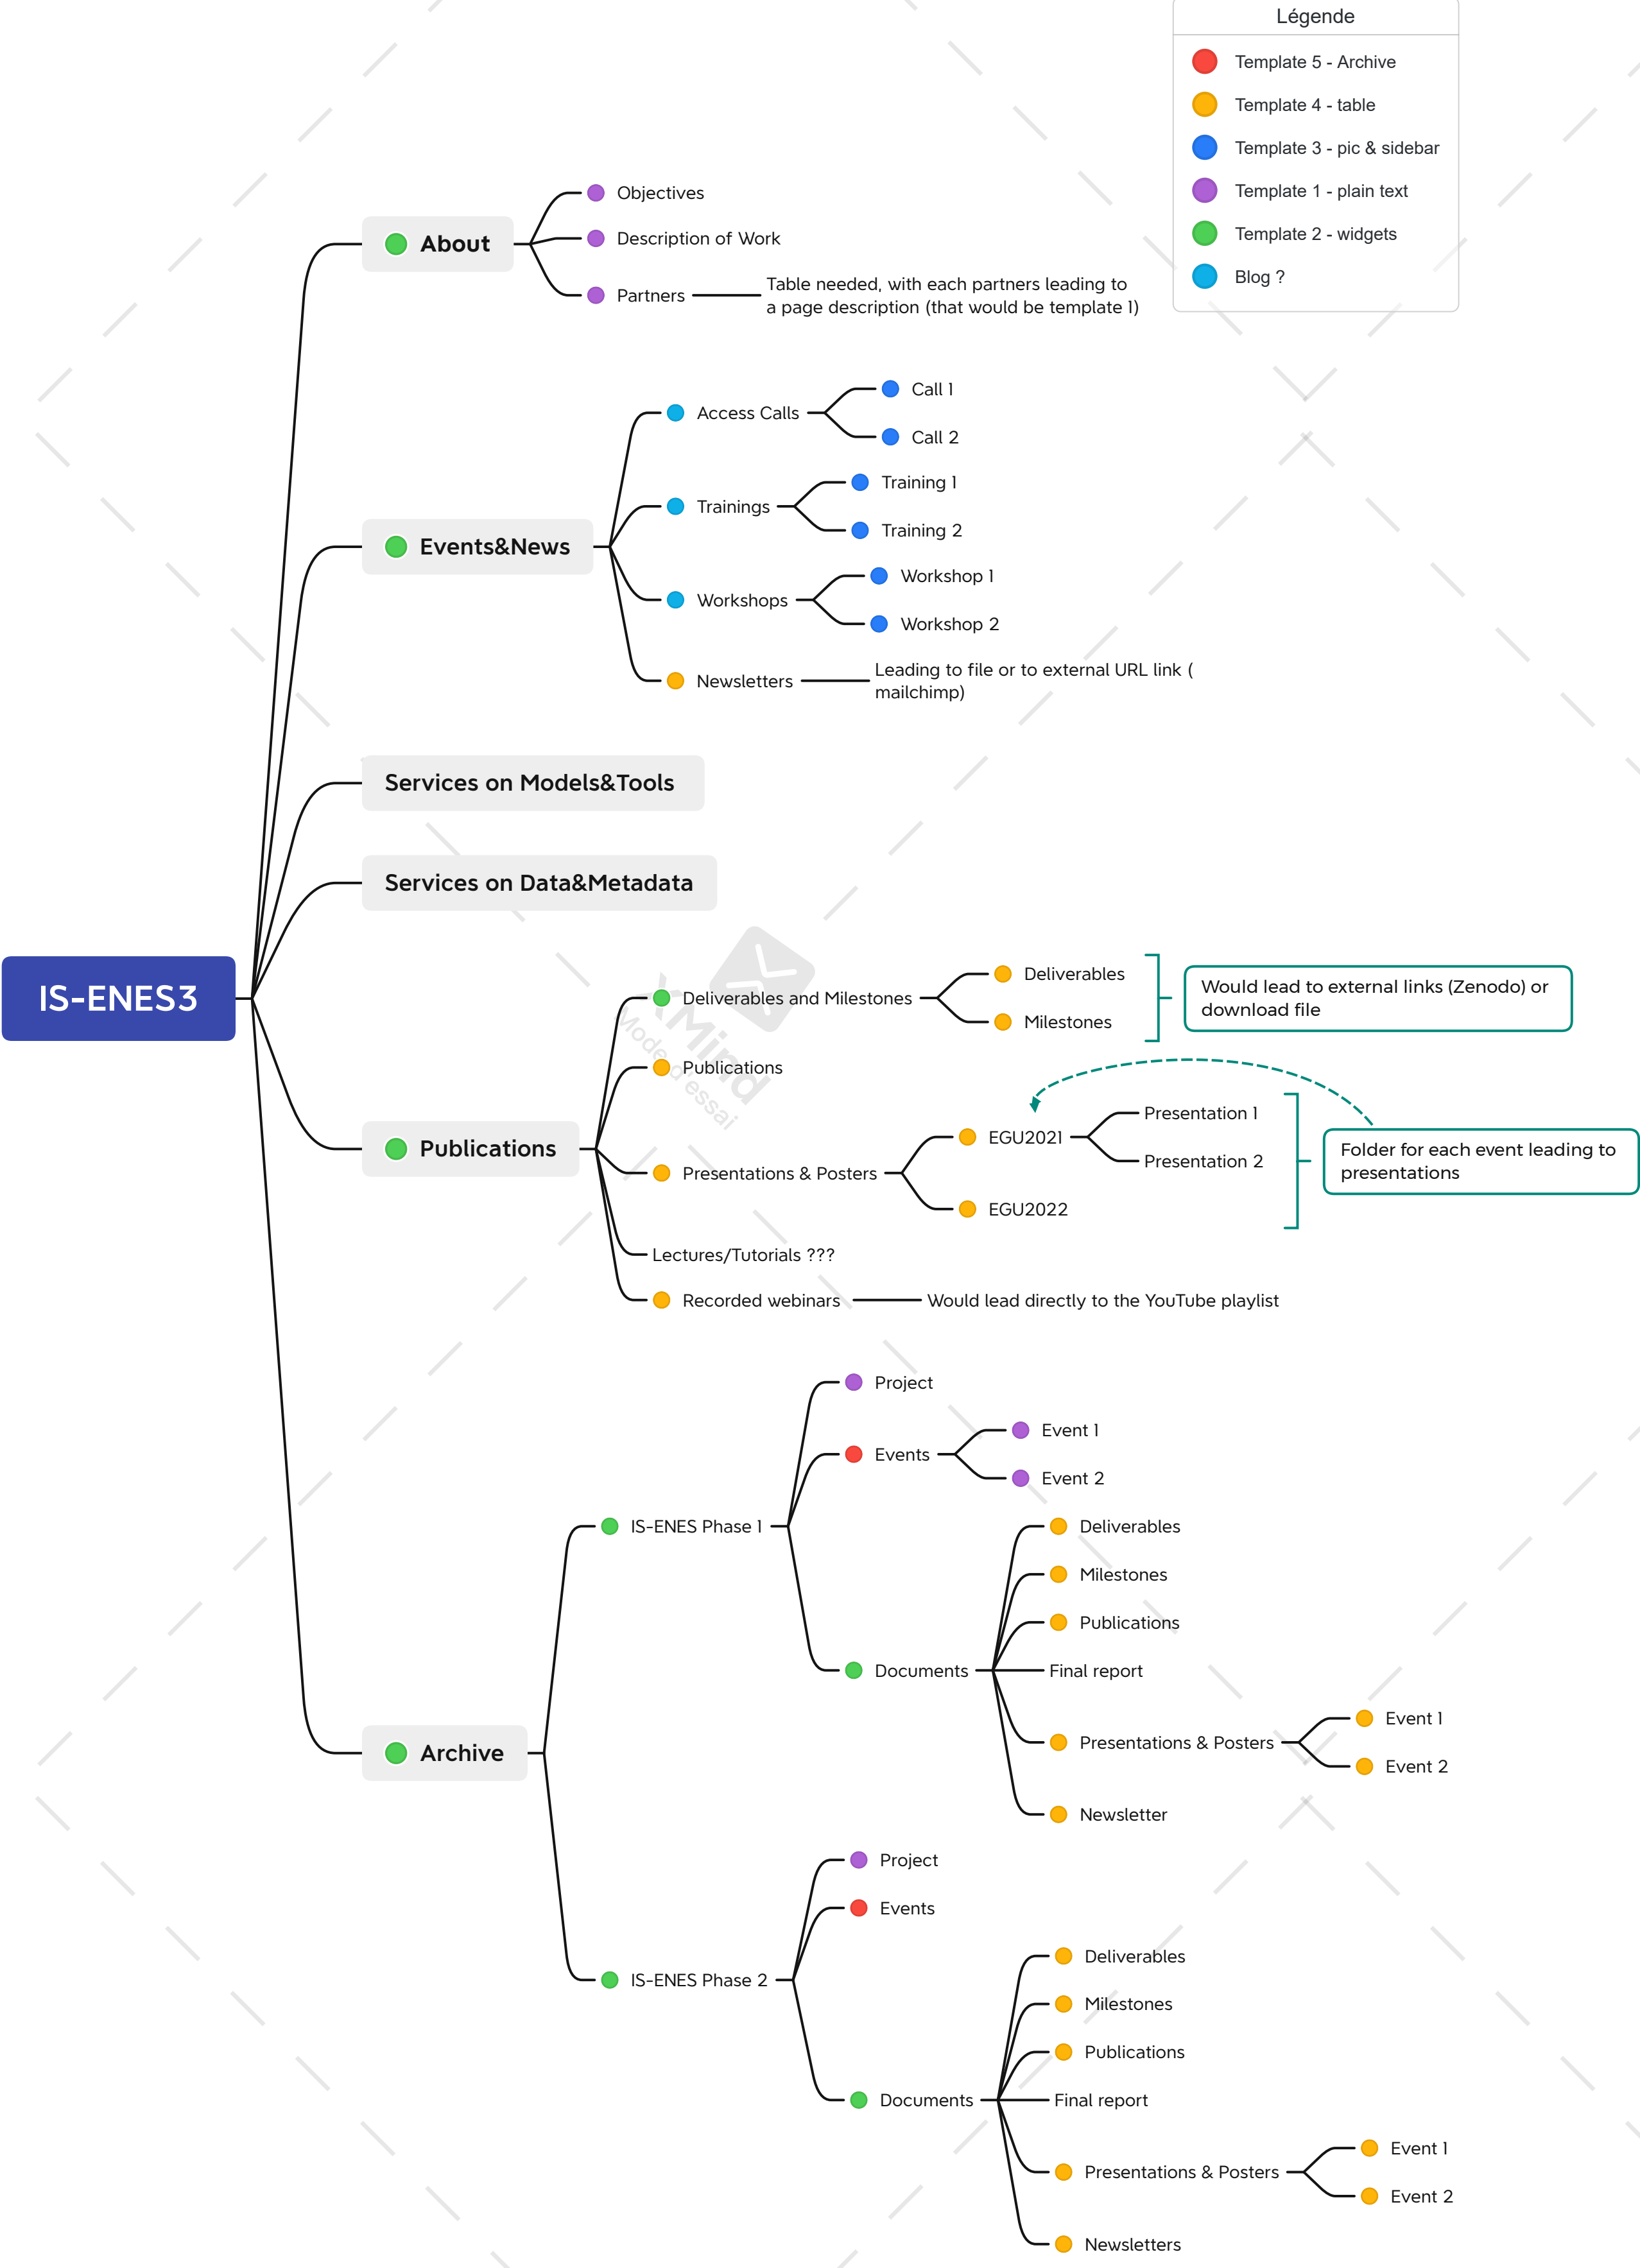 Légende
Template 5 - Archive
Template 4 - table
Template 3 - pic & sidebar
Template 1 - plain text
Template 2 - widgets
Blog ?
IS-ENES3
About
Objectives
Description of Work
Partners
Table needed, with each partners leading to
a page description (that would be template 1)
Events&News
Access Calls
Call 1
Call 2
Trainings
Training 1
Training 2
Workshops
Workshop 1
Workshop 2
Newsletters
Leading to file or to external URL link (
mailchimp)
Services on Models&Tools
Services on Data&Metadata
Publications
Deliverables and Milestones
Deliverables
Milestones
Would lead to external links (Zenodo) or
download file
Publications
Presentations & Posters
EGU2021
Presentation 1
Presentation 2
EGU2022
Folder for each event leading to
presentations
Lectures/Tutorials ???
Recorded webinars
Would lead directly to the YouTube playlist
Archive
IS-ENES Phase 1
Project
Events
Event 1
Event 2
Documents
Deliverables
Milestones
Publications
Final report
Presentations & Posters
Event 1
Event 2
Newsletter
IS-ENES Phase 2
Project
Events
Documents
Deliverables
Milestones
Publications
Final report
Presentations & Posters
Event 1
Event 2
Newsletters
XMind
Mode d'essai